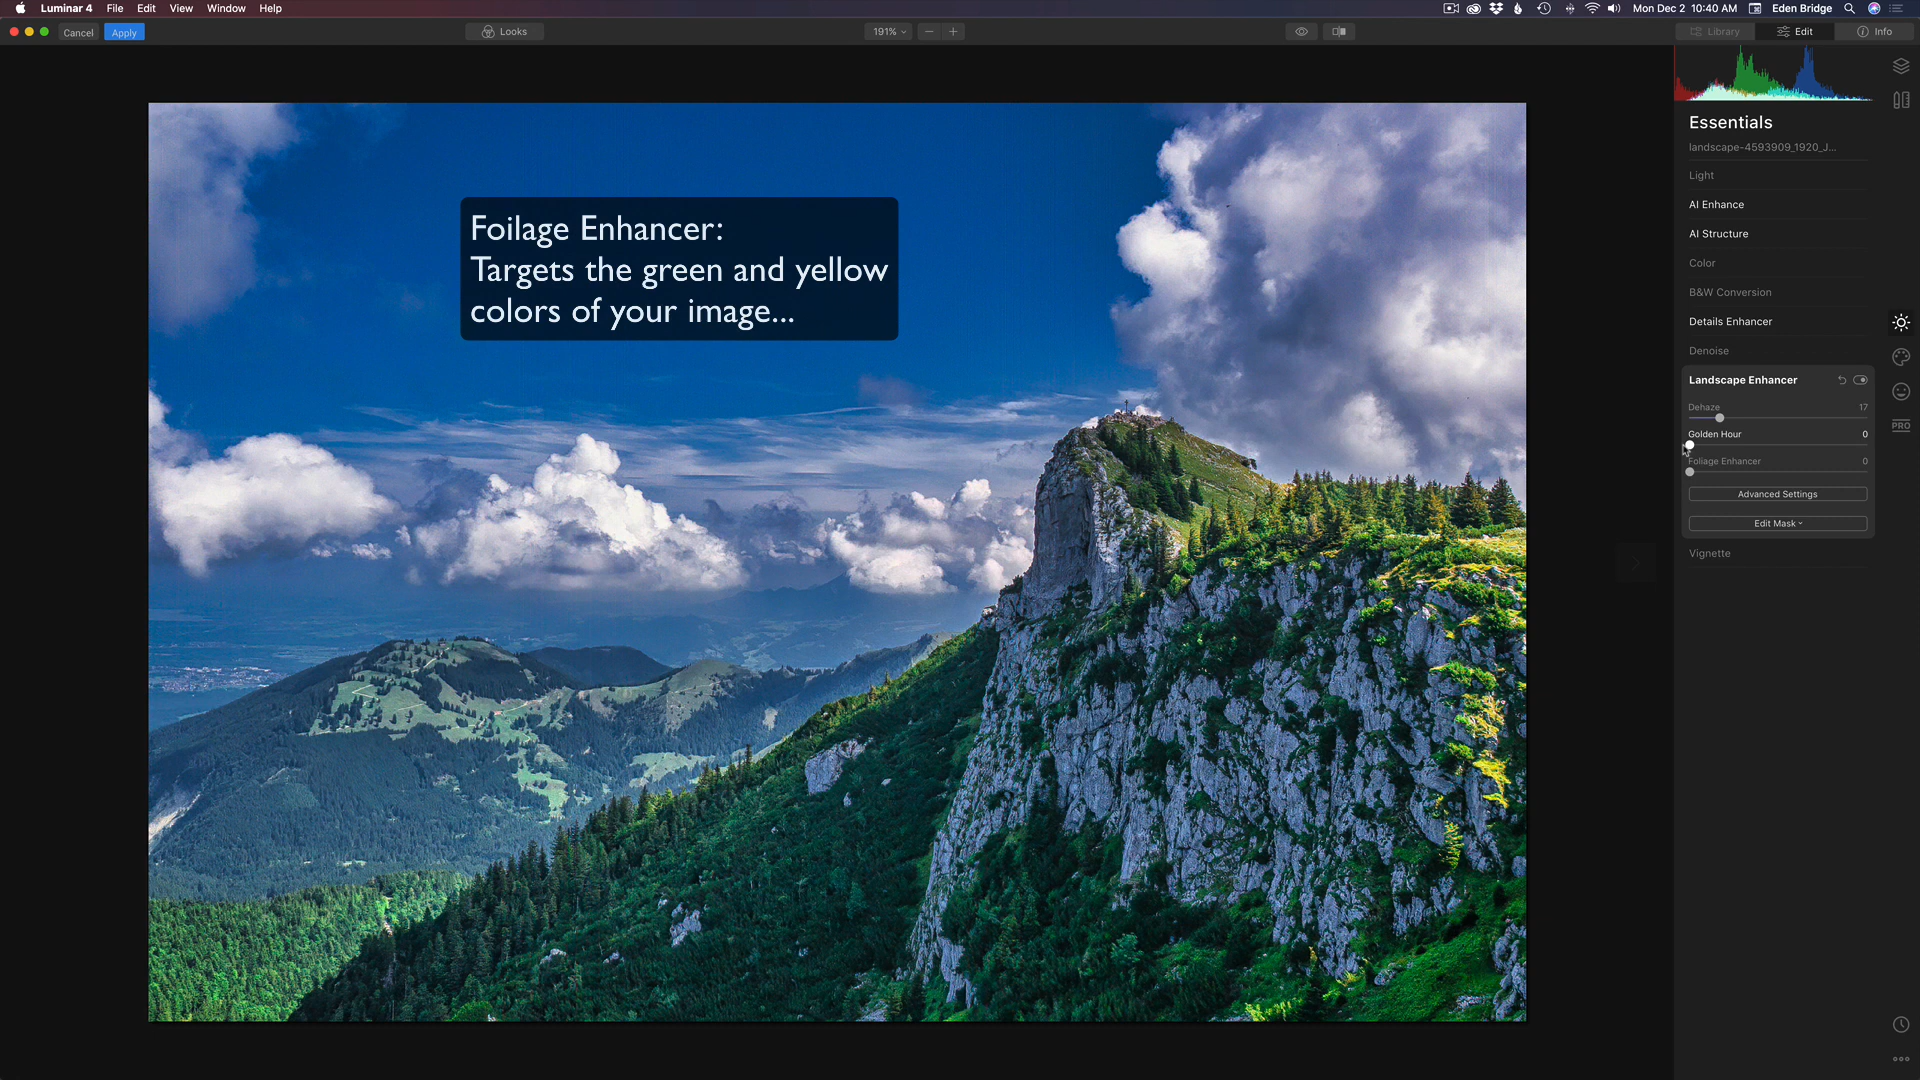 Luminar 4 File Edit View Window Help
Mon Dec 2 10:40 AM Eden Bridge
Cancel Apply Looks 191% Library Edit Info
Foilage Enhancer:
Targets the green and yellow
colors of your image...
Essentials
landscape-4593909_1920_J...
Light
AI Enhance
AI Structure
Color
B&W Conversion
Details Enhancer
Denoise
Landscape Enhancer
Dehaze 17
Golden Hour 0
Foliage Enhancer 0
Advanced Settings
Edit Mask
Vignette
PRO